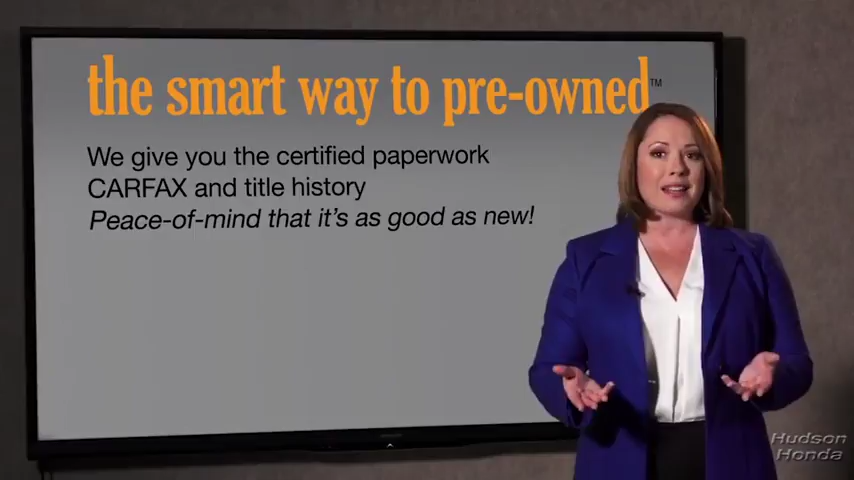 the smart way to pre-owned™
We give you the certified paperwork
CARFAX and title history
Peace-of-mind that it's as good as new!
Hudson
Honda